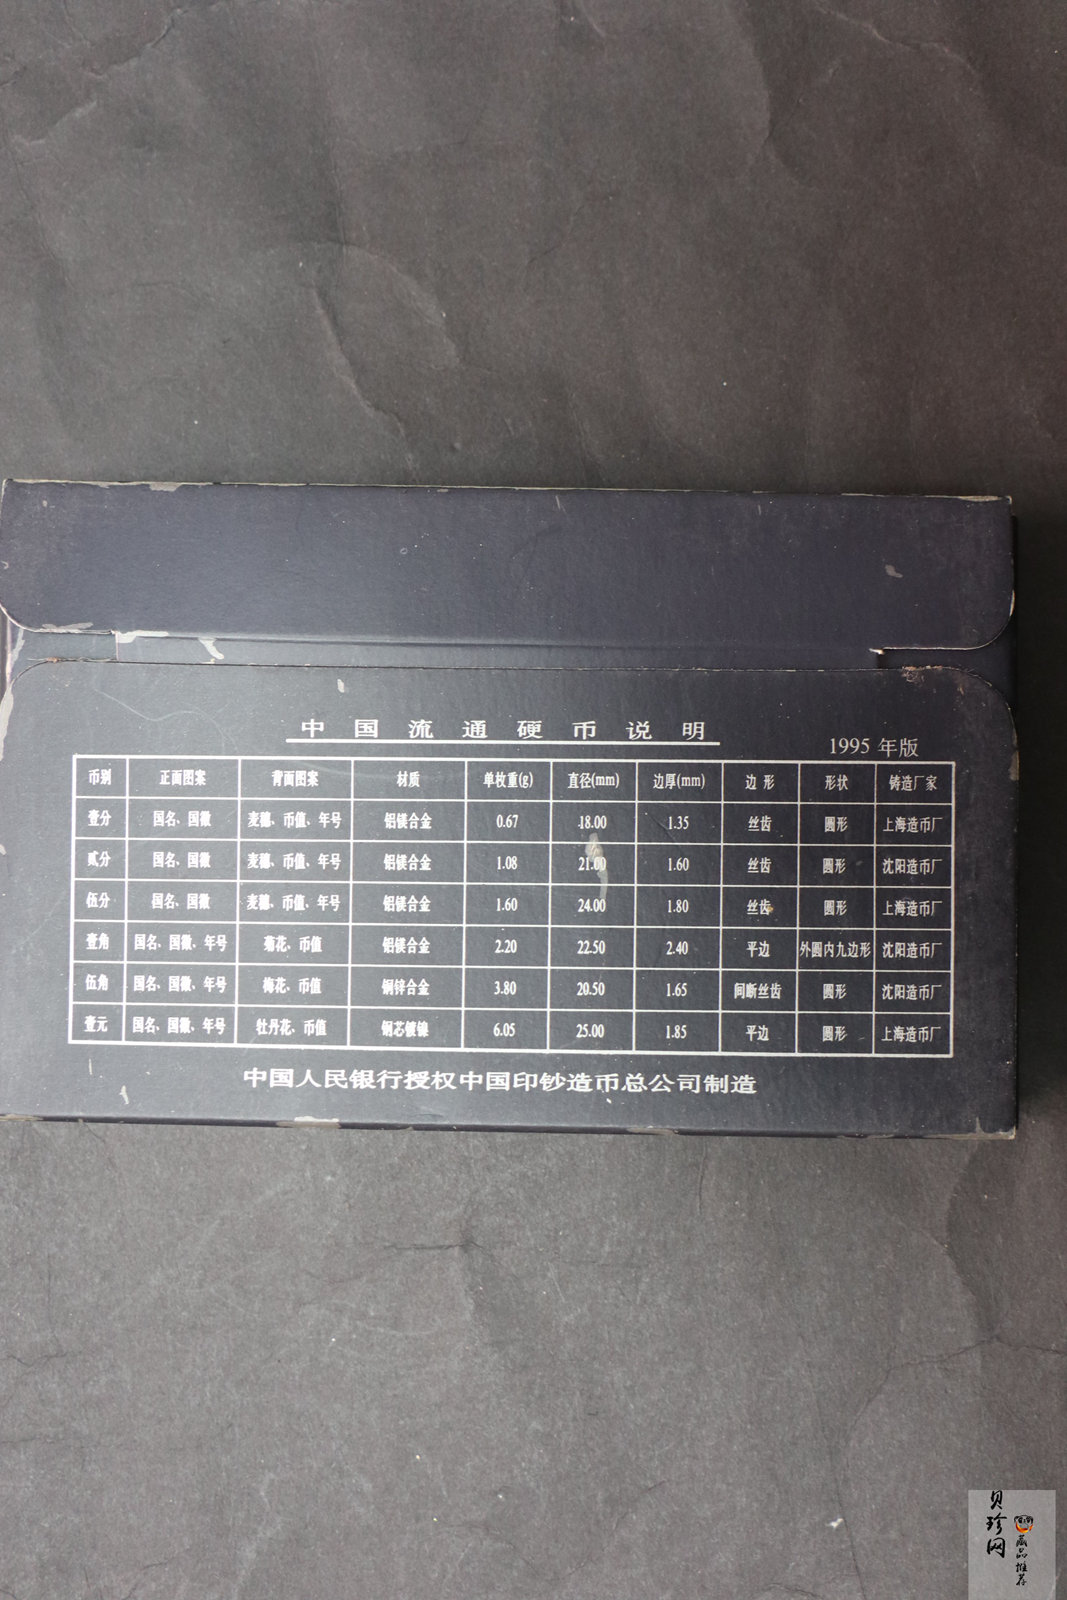 中国流通硬币说明
1995 年版
币别 正面图案 背面图案 材质 单枚重(g) 直径(mm) 边厚(mm) 边形 形状 铸造厂家
壹分 国名、国徽 麦穗、币值、年号 铝镁合金 0.67 18.00 1.35 丝齿 圆形 上海造币厂
贰分 国名、国徽 麦穗、币值、年号 铝镁合金 1.08 21.00 1.60 丝齿 圆形 沈阳造币厂
伍分 国名、国徽 麦穗、币值、年号 铝镁合金 1.60 24.00 1.80 丝齿 圆形 上海造币厂
壹角 国名、国徽、年号 菊花、币值 铝镁合金 2.20 22.50 2.40 平边 外圆内九边形 沈阳造币厂
伍角 国名、国徽、年号 梅花、币值 铜锌合金 3.80 20.50 1.65 间断丝齿 圆形 沈阳造币厂
壹元 国名、国徽、年号 牡丹花、币值 钢芯镀镍 6.05 25.00 1.85 平边 圆形 上海造币厂
中国人民银行授权中国印钞造币总公司制造
贝珍网
藏品推荐